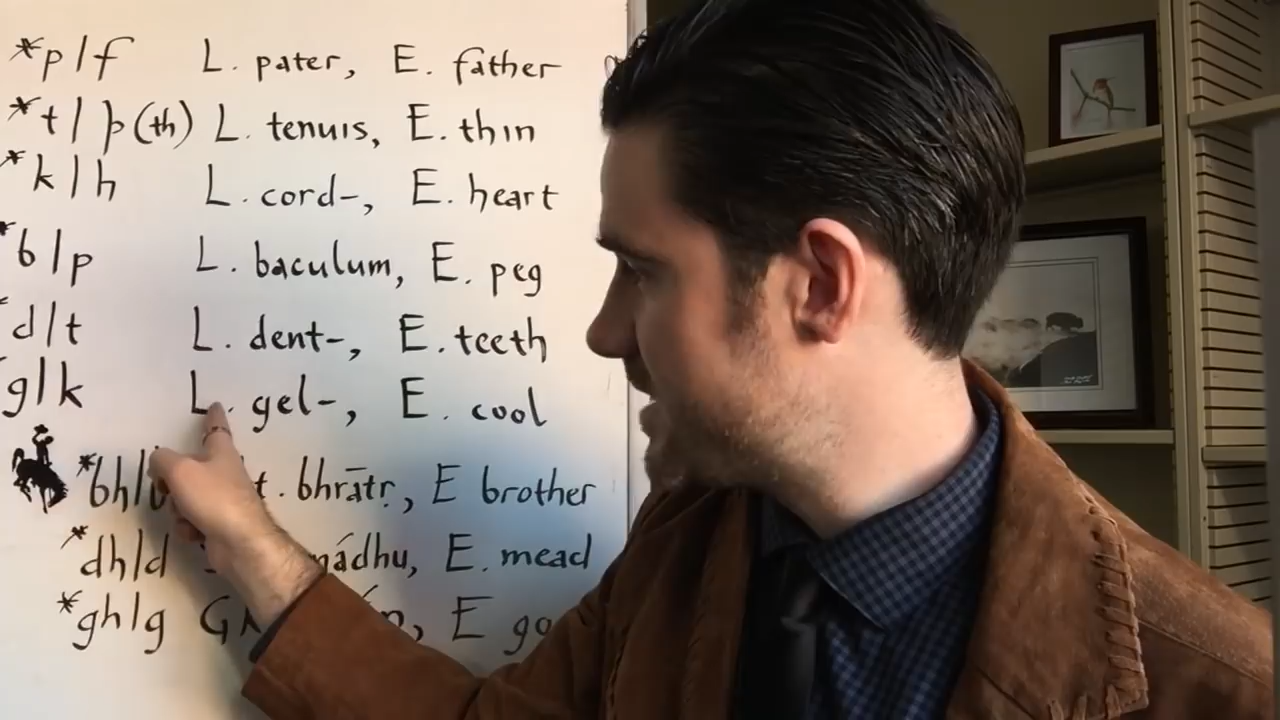 *p/f L. pater, E. father
*t/þ(th) L. tenuis, E. thin
*k/h L. cord-, E. heart
*b/p L. baculum, E. peg
*d/t L. dent-, E. teeth
*g/k L. gel-, E. cool
*bh/b bhrātṛ, E brother
*dh/d mádhu, E. mead
*ghlg E